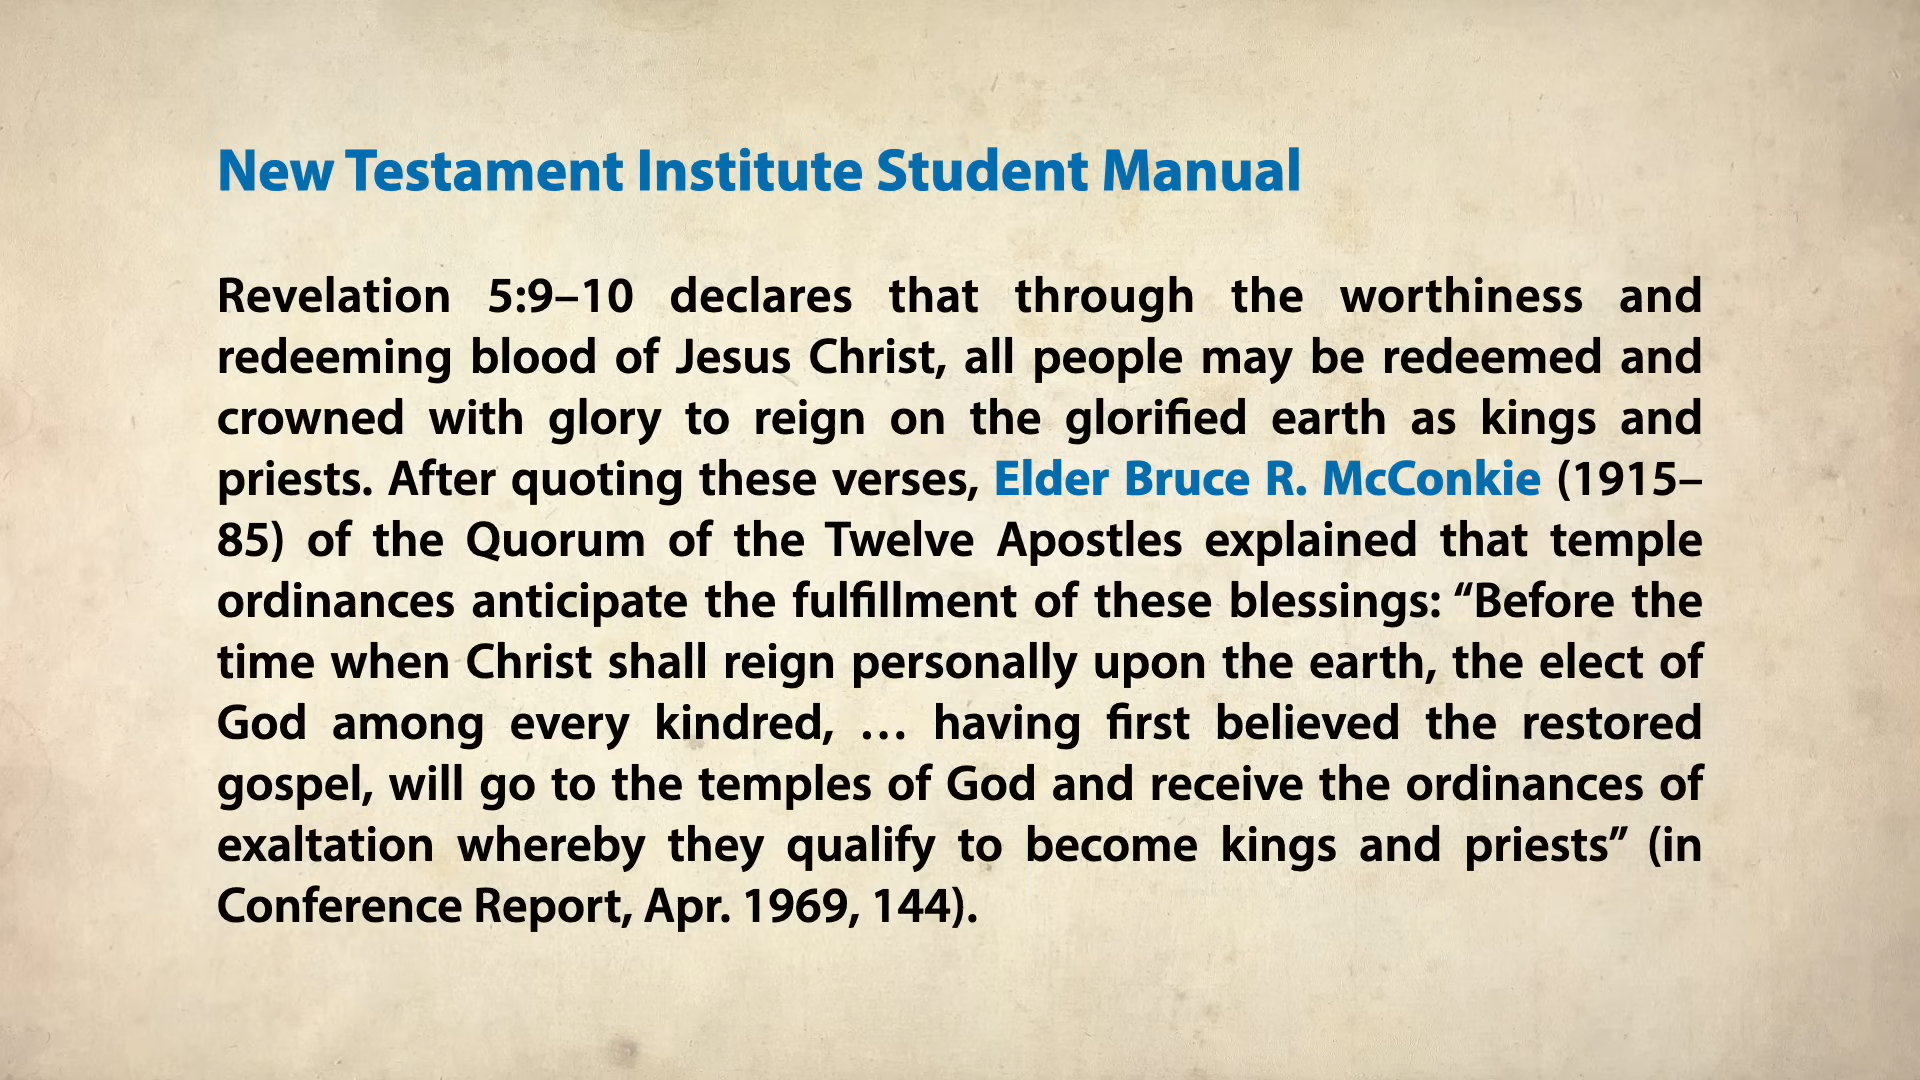 New Testament Institute Student Manual
Revelation 5:9–10 declares that through the worthiness and
redeeming blood of Jesus Christ, all people may be redeemed and
crowned with glory to reign on the glorified earth as kings and
priests. After quoting these verses, Elder Bruce R. McConkie (1915–
85) of the Quorum of the Twelve Apostles explained that temple
ordinances anticipate the fulfillment of these blessings: “Before the
time when Christ shall reign personally upon the earth, the elect of
God among every kindred, … having first believed the restored
gospel, will go to the temples of God and receive the ordinances of
exaltation whereby they qualify to become kings and priests” (in
Conference Report, Apr. 1969, 144).